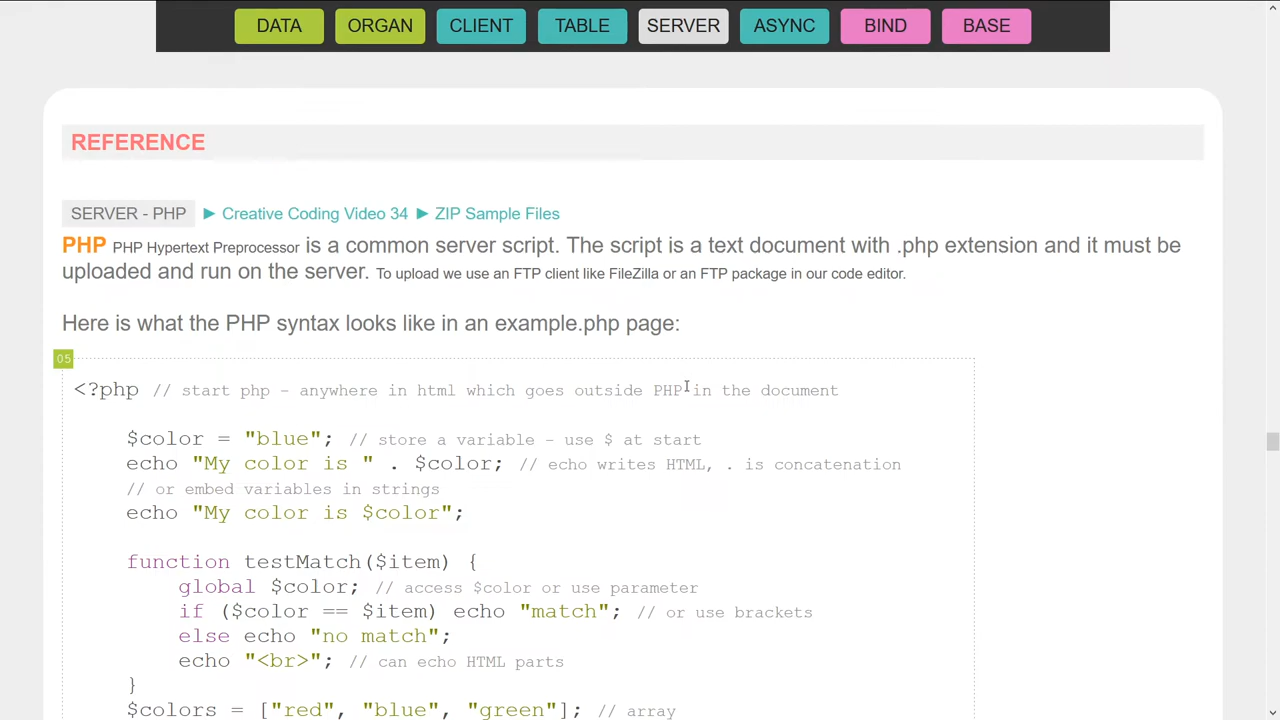 DATA ORGAN CLIENT TABLE SERVER ASYNC BIND BASE
REFERENCE
SERVER - PHP ► Creative Coding Video 34 ► ZIP Sample Files
PHP PHP Hypertext Preprocessor is a common server script. The script is a text document with .php extension and it must be
uploaded and run on the server. To upload we use an FTP client like FileZilla or an FTP package in our code editor.
Here is what the PHP syntax looks like in an example.php page:
05
<?php // start php - anywhere in html which goes outside PHP in the document
$color = "blue"; // store a variable - use $ at start
echo "My color is " . $color; // echo writes HTML, . is concatenation
// or embed variables in strings
echo "My color is $color";
function testMatch($item) {
global $color; // access $color or use parameter
if ($color == $item) echo "match"; // or use brackets
else echo "no match";
echo "<br>"; // can echo HTML parts
}
$colors = ["red", "blue", "green"]; // array